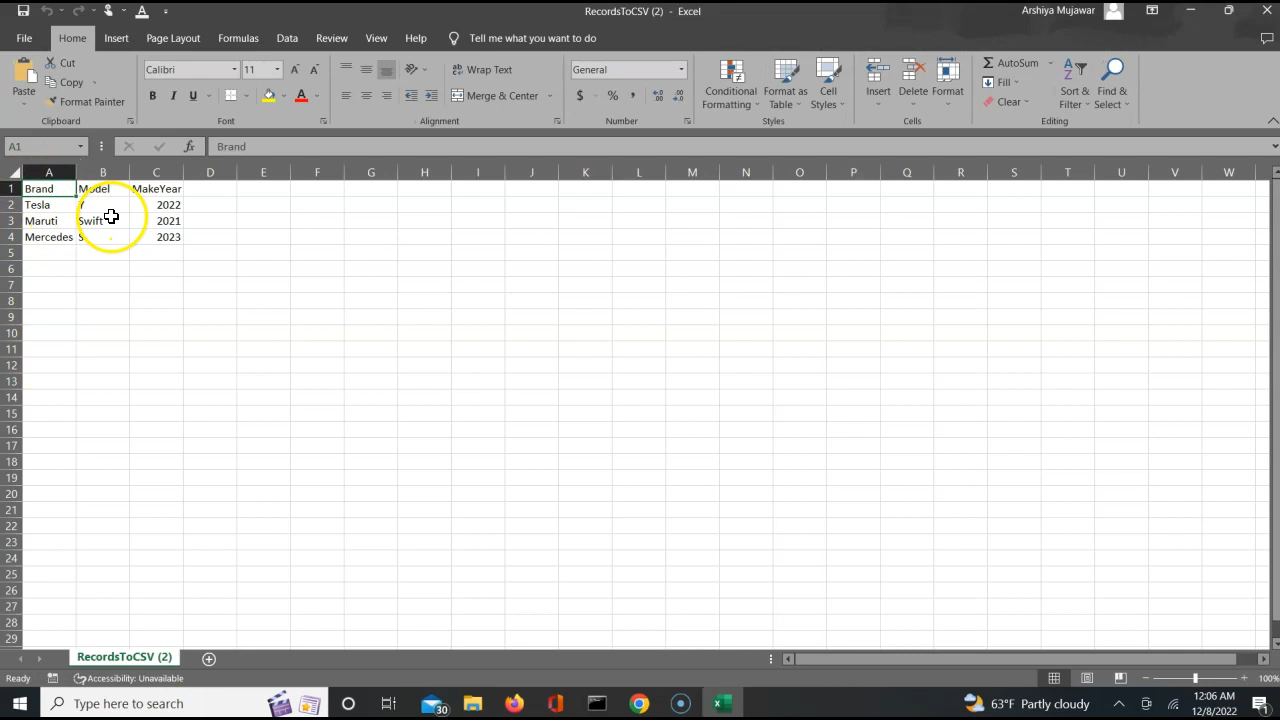 RecordsToCSV (2) - Excel
Arshiya Mujawar
File Home Insert Page Layout Formulas Data Review View Help Tell me what you want to do
Paste
Cut
Copy
Format Painter
Clipboard
Calibri 11
B I U
Font
Wrap Text
Merge & Center
Alignment
General
$ % ,
Number
Conditional Formatting
Format as Table
Cell Styles
Styles
Insert
Delete
Format
Cells
AutoSum
Fill
Clear
Sort & Filter
Find & Select
Editing
A1 fx Brand
A B C D E F G H I J K L M N O P Q R S T U V W
1 Brand Model MakeYear
2 Tesla Y 2022
3 Maruti Swift 2021
4 Mercedes S 2023
5
6
7
8
9
10
11
12
13
14
15
16
17
18
19
20
21
22
23
24
25
26
27
28
29
RecordsToCSV (2)
Ready Accessibility: Unavailable 100%
Type here to search
30
63°F Partly cloudy
12:06 AM
12/8/2022
1